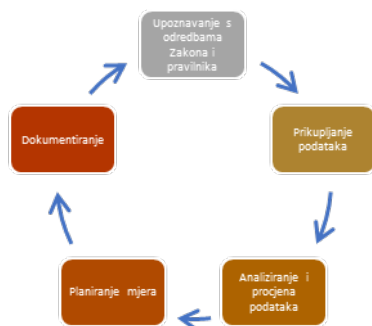 Upoznavanje s
odredbama
Zakona i
pravilnika
Prikupljanje
podataka
Analiziranje i
procjena
podataka
Planiranje mjera
Dokumentiranje